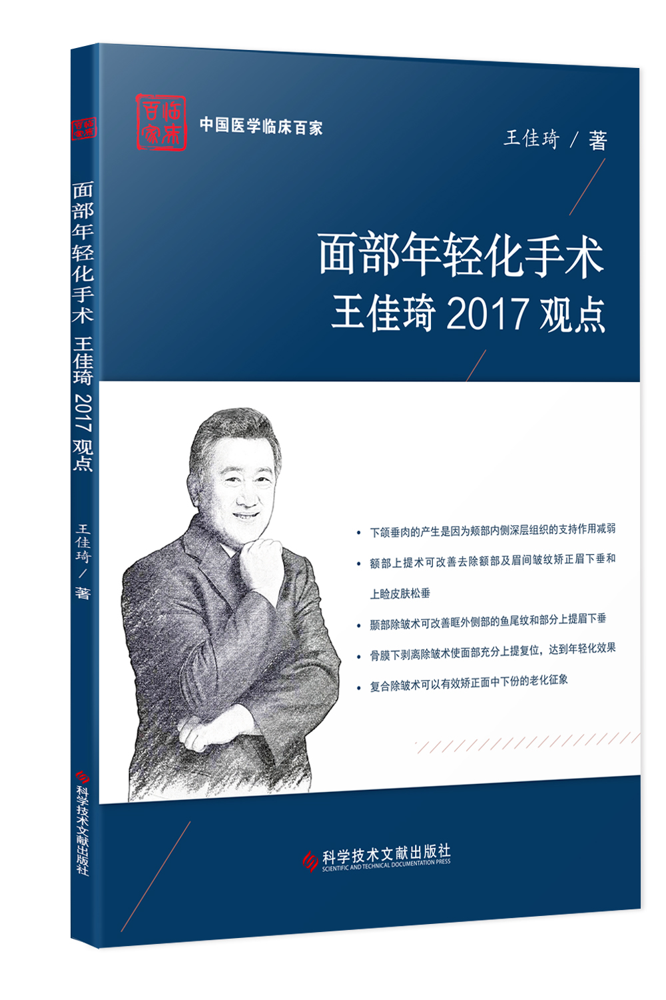 临床
百家
中国医学临床百家
王佳琦 / 著
面部年轻化手术
王佳琦 2017 观点
• 下颌垂肉的产生是因为颊部内侧深层组织的支持作用减弱
• 额部上提术可改善去除额部及眉间皱纹矫正眉下垂和
上睑皮肤松垂
• 颞部除皱术可改善眶外侧部的鱼尾纹和部分上提眉下垂
• 骨膜下剥离除皱术使面部充分上提复位，达到年轻化效果
• 复合除皱术可以有效矫正面中下份的老化征象
科学技术文献出版社
SCIENTIFIC AND TECHNICAL DOCUMENTATION PRESS
临床
百家
面部年轻化手术 王佳琦 2017 观点
王佳琦 / 著
科学技术文献出版社